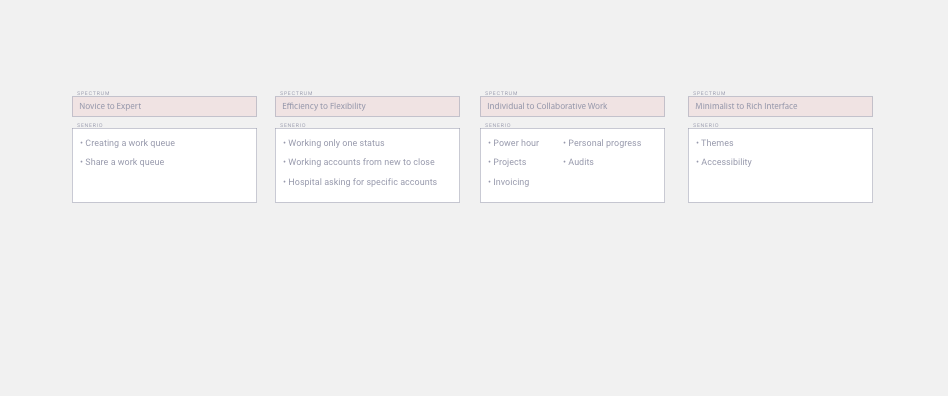 SPECTRUM
Novice to Expert
SENERIO
• Creating a work queue
• Share a work queue
SPECTRUM
Efficiency to Flexibility
SENERIO
• Working only one status
• Working accounts from new to close
• Hospital asking for specific accounts
SPECTRUM
Individual to Collaborative Work
SENERIO
• Power hour
• Projects
• Invoicing
• Personal progress
• Audits
SPECTRUM
Minimalist to Rich Interface
SENERIO
• Themes
• Accessibility